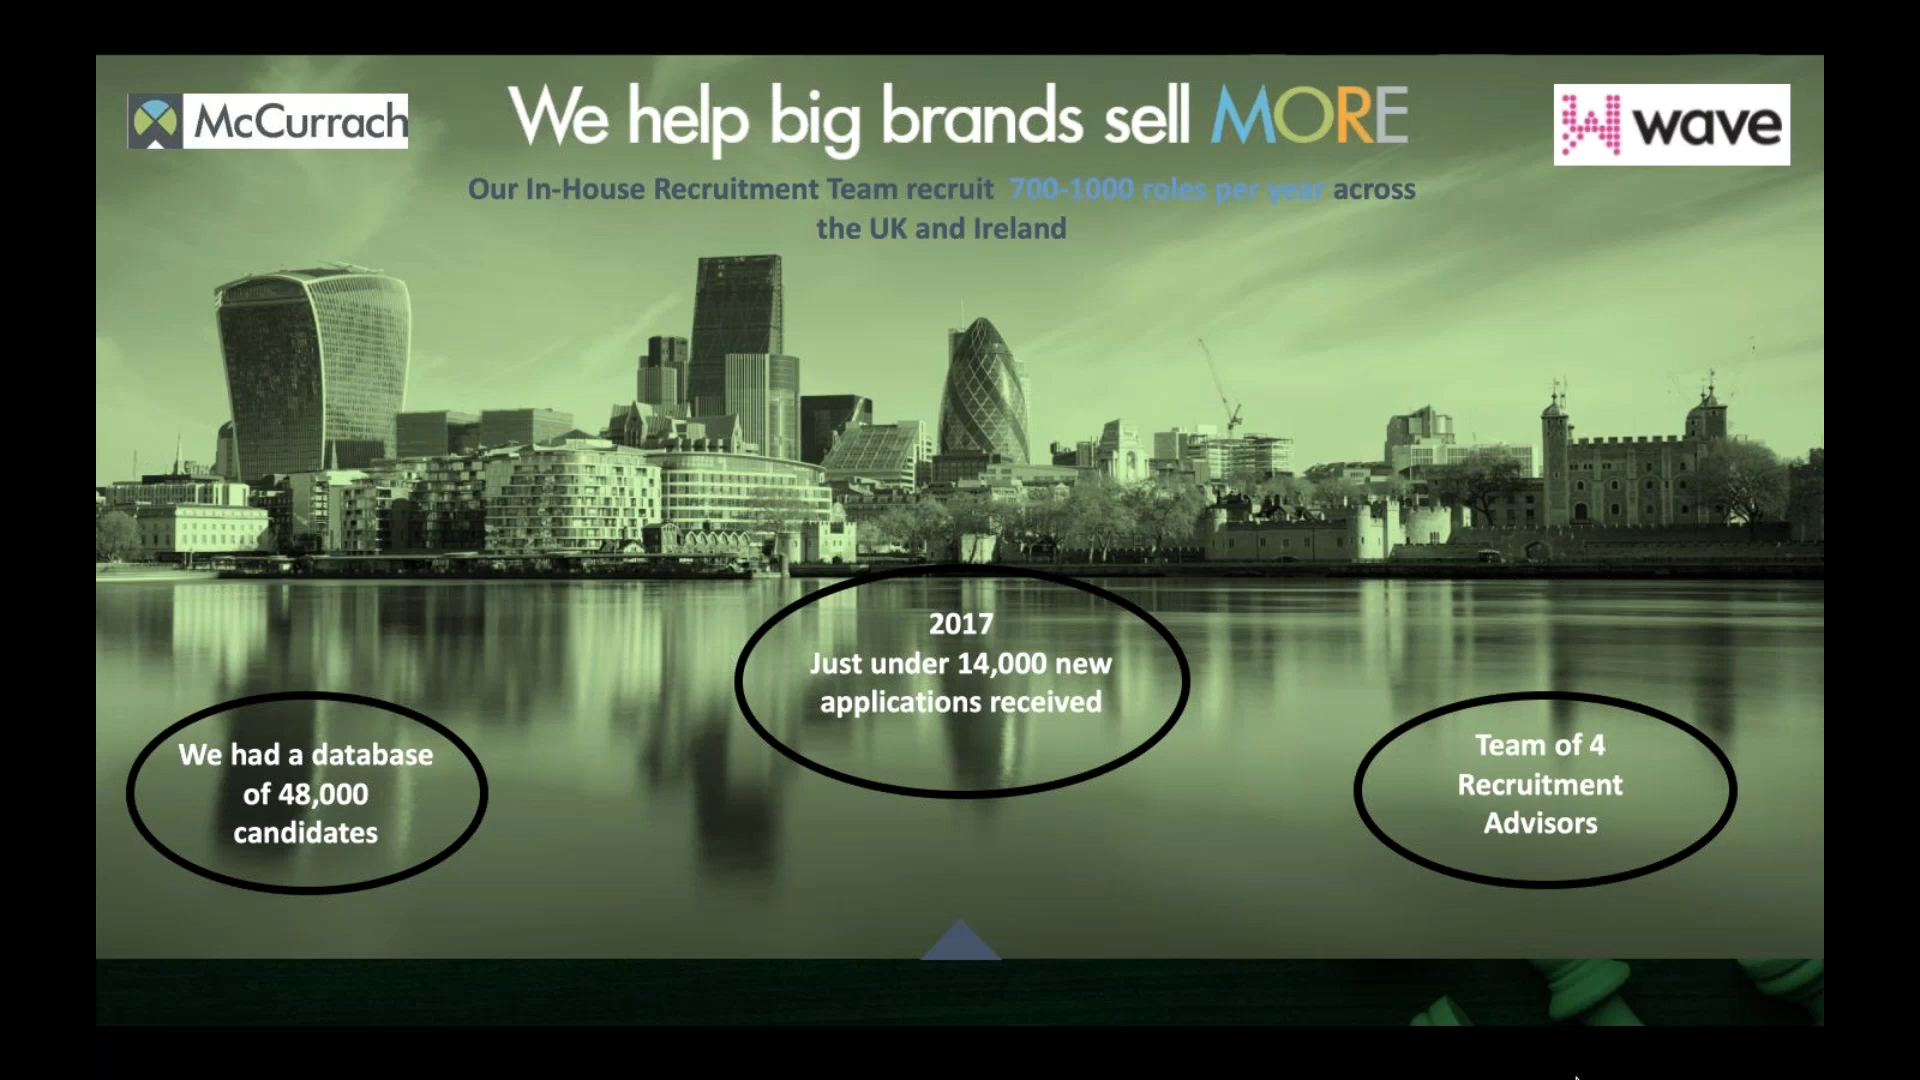 McCurrach
We help big brands sell MORE
wave
Our In-House Recruitment Team recruit 700-1000 roles per year across
the UK and Ireland
2017
Just under 14,000 new
applications received
We had a database
of 48,000
candidates
Team of 4
Recruitment
Advisors